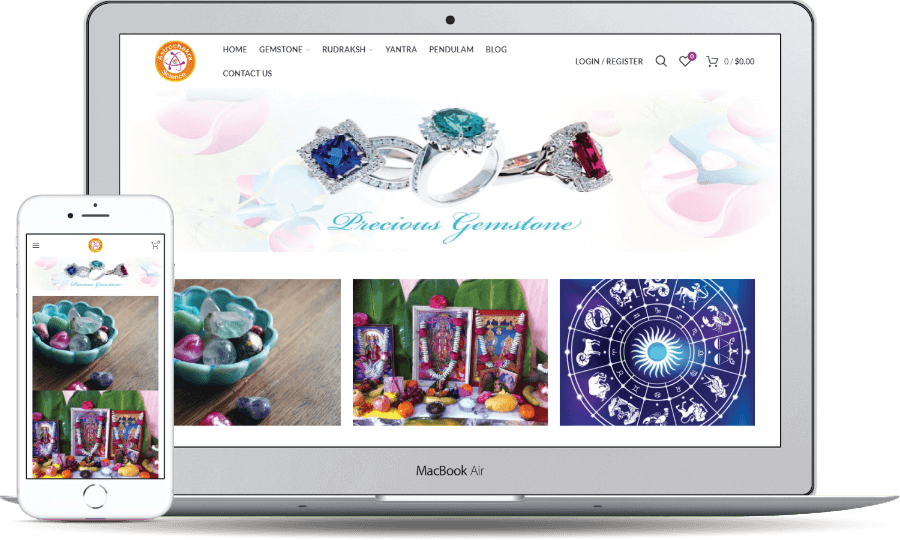 Astrochakra
Science
HOME GEMSTONE RUDRAKSH YANTRA PENDULAM BLOG
CONTACT US
LOGIN / REGISTER
0
0 / $0.00
Precious Gemstone
Precious Gemstone
MacBook Air